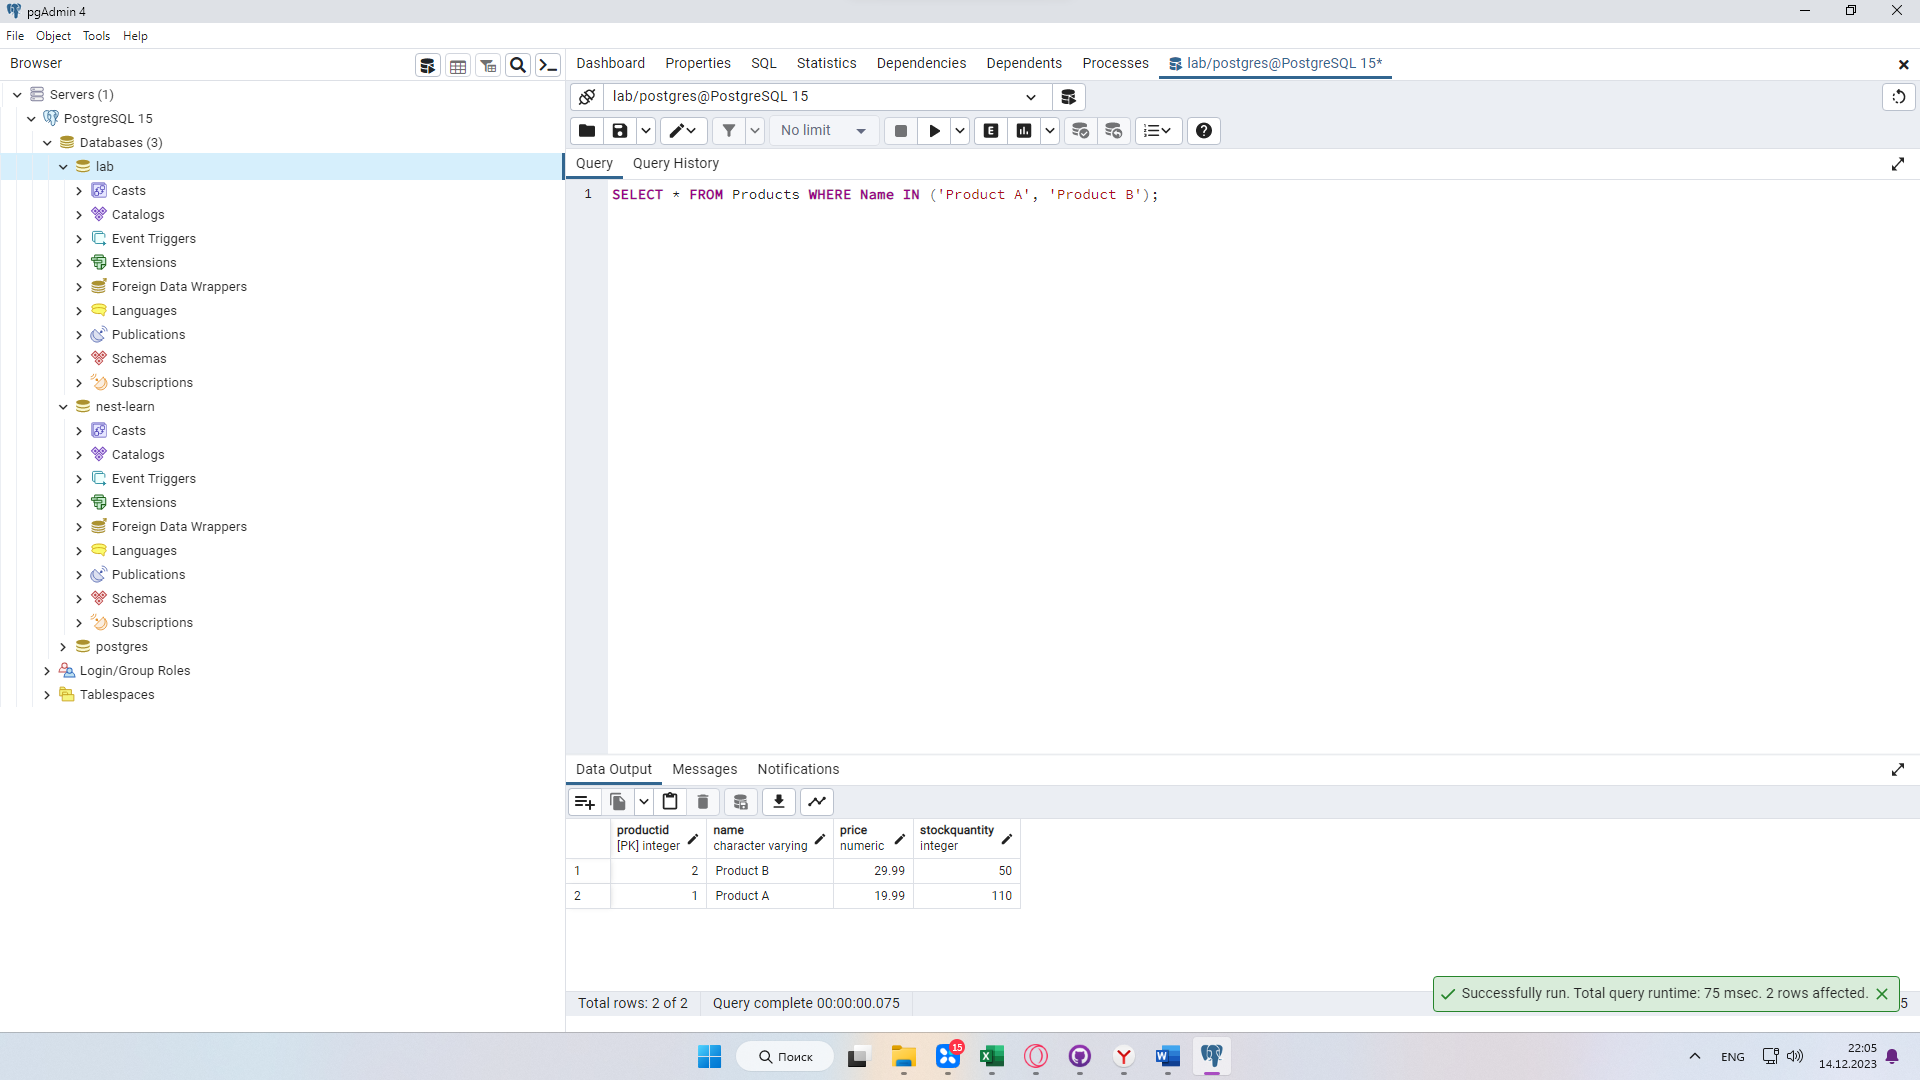 pgAdmin 4
File Object Tools Help
Browser
Dashboard Properties SQL Statistics Dependencies Dependents Processes lab/postgres@PostgreSQL 15*
Servers (1)
PostgreSQL 15
Databases (3)
lab
Casts
Catalogs
Event Triggers
Extensions
Foreign Data Wrappers
Languages
Publications
Schemas
Subscriptions
nest-learn
Casts
Catalogs
Event Triggers
Extensions
Foreign Data Wrappers
Languages
Publications
Schemas
Subscriptions
postgres
Login/Group Roles
Tablespaces
lab/postgres@PostgreSQL 15
No limit
E
Query Query History
1 SELECT * FROM Products WHERE Name IN ('Product A', 'Product B');
Data Output Messages Notifications
productid name price stockquantity
[PK] integer character varying numeric integer
1 2 Product B 29.99 50
2 1 Product A 19.99 110
Total rows: 2 of 2 Query complete 00:00:00.075
Successfully run. Total query runtime: 75 msec. 2 rows affected.
5
Поиск
15
ENG
22:05
14.12.2023